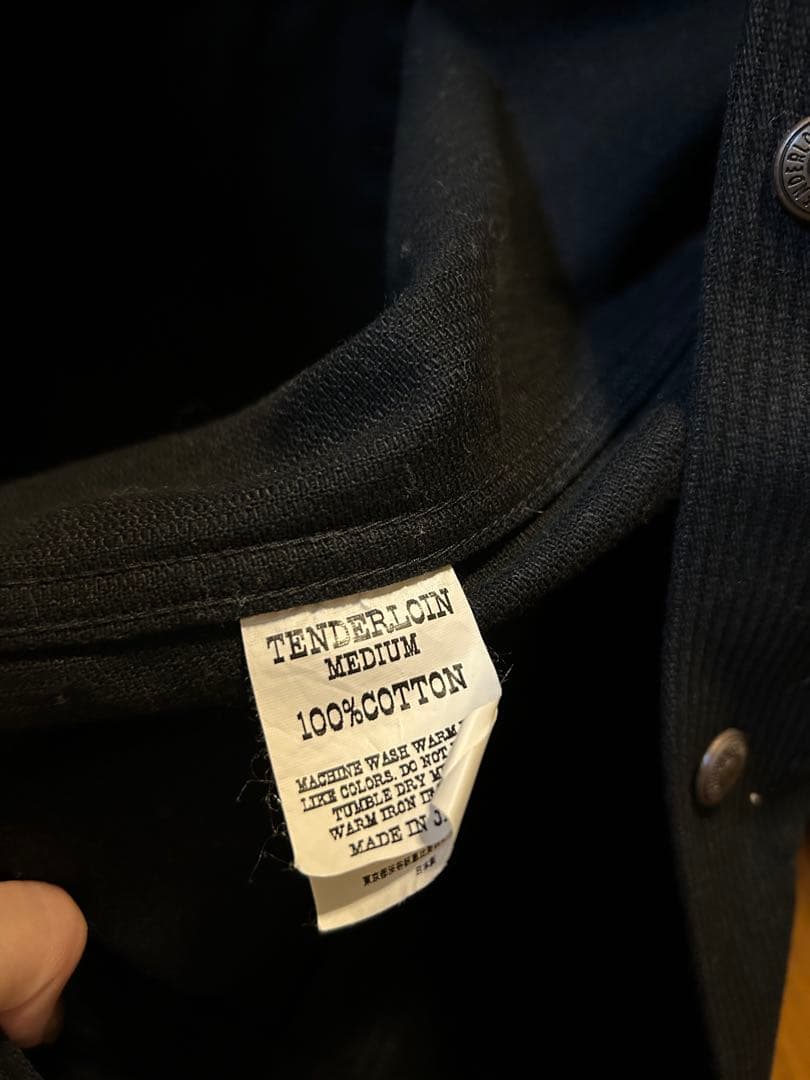 TENDERLOIN
MEDIUM
100%COTTON
MACHINE WASH WARM
LIKE COLORS. DO NOT
TUMBLE DRY
WARM IRON
MADE IN